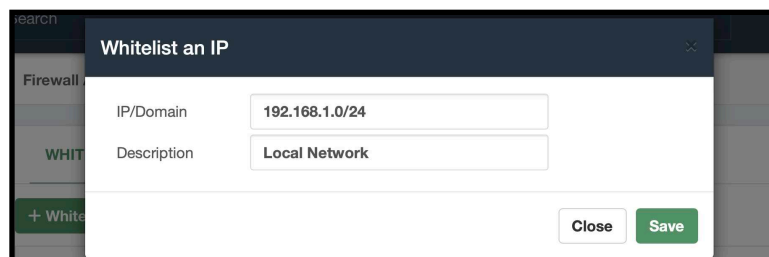 Search
Whitelist an IP
×
Firewall
IP/Domain
192.168.1.0/24
Description
Local Network
WHIT
+ White
Close
Save